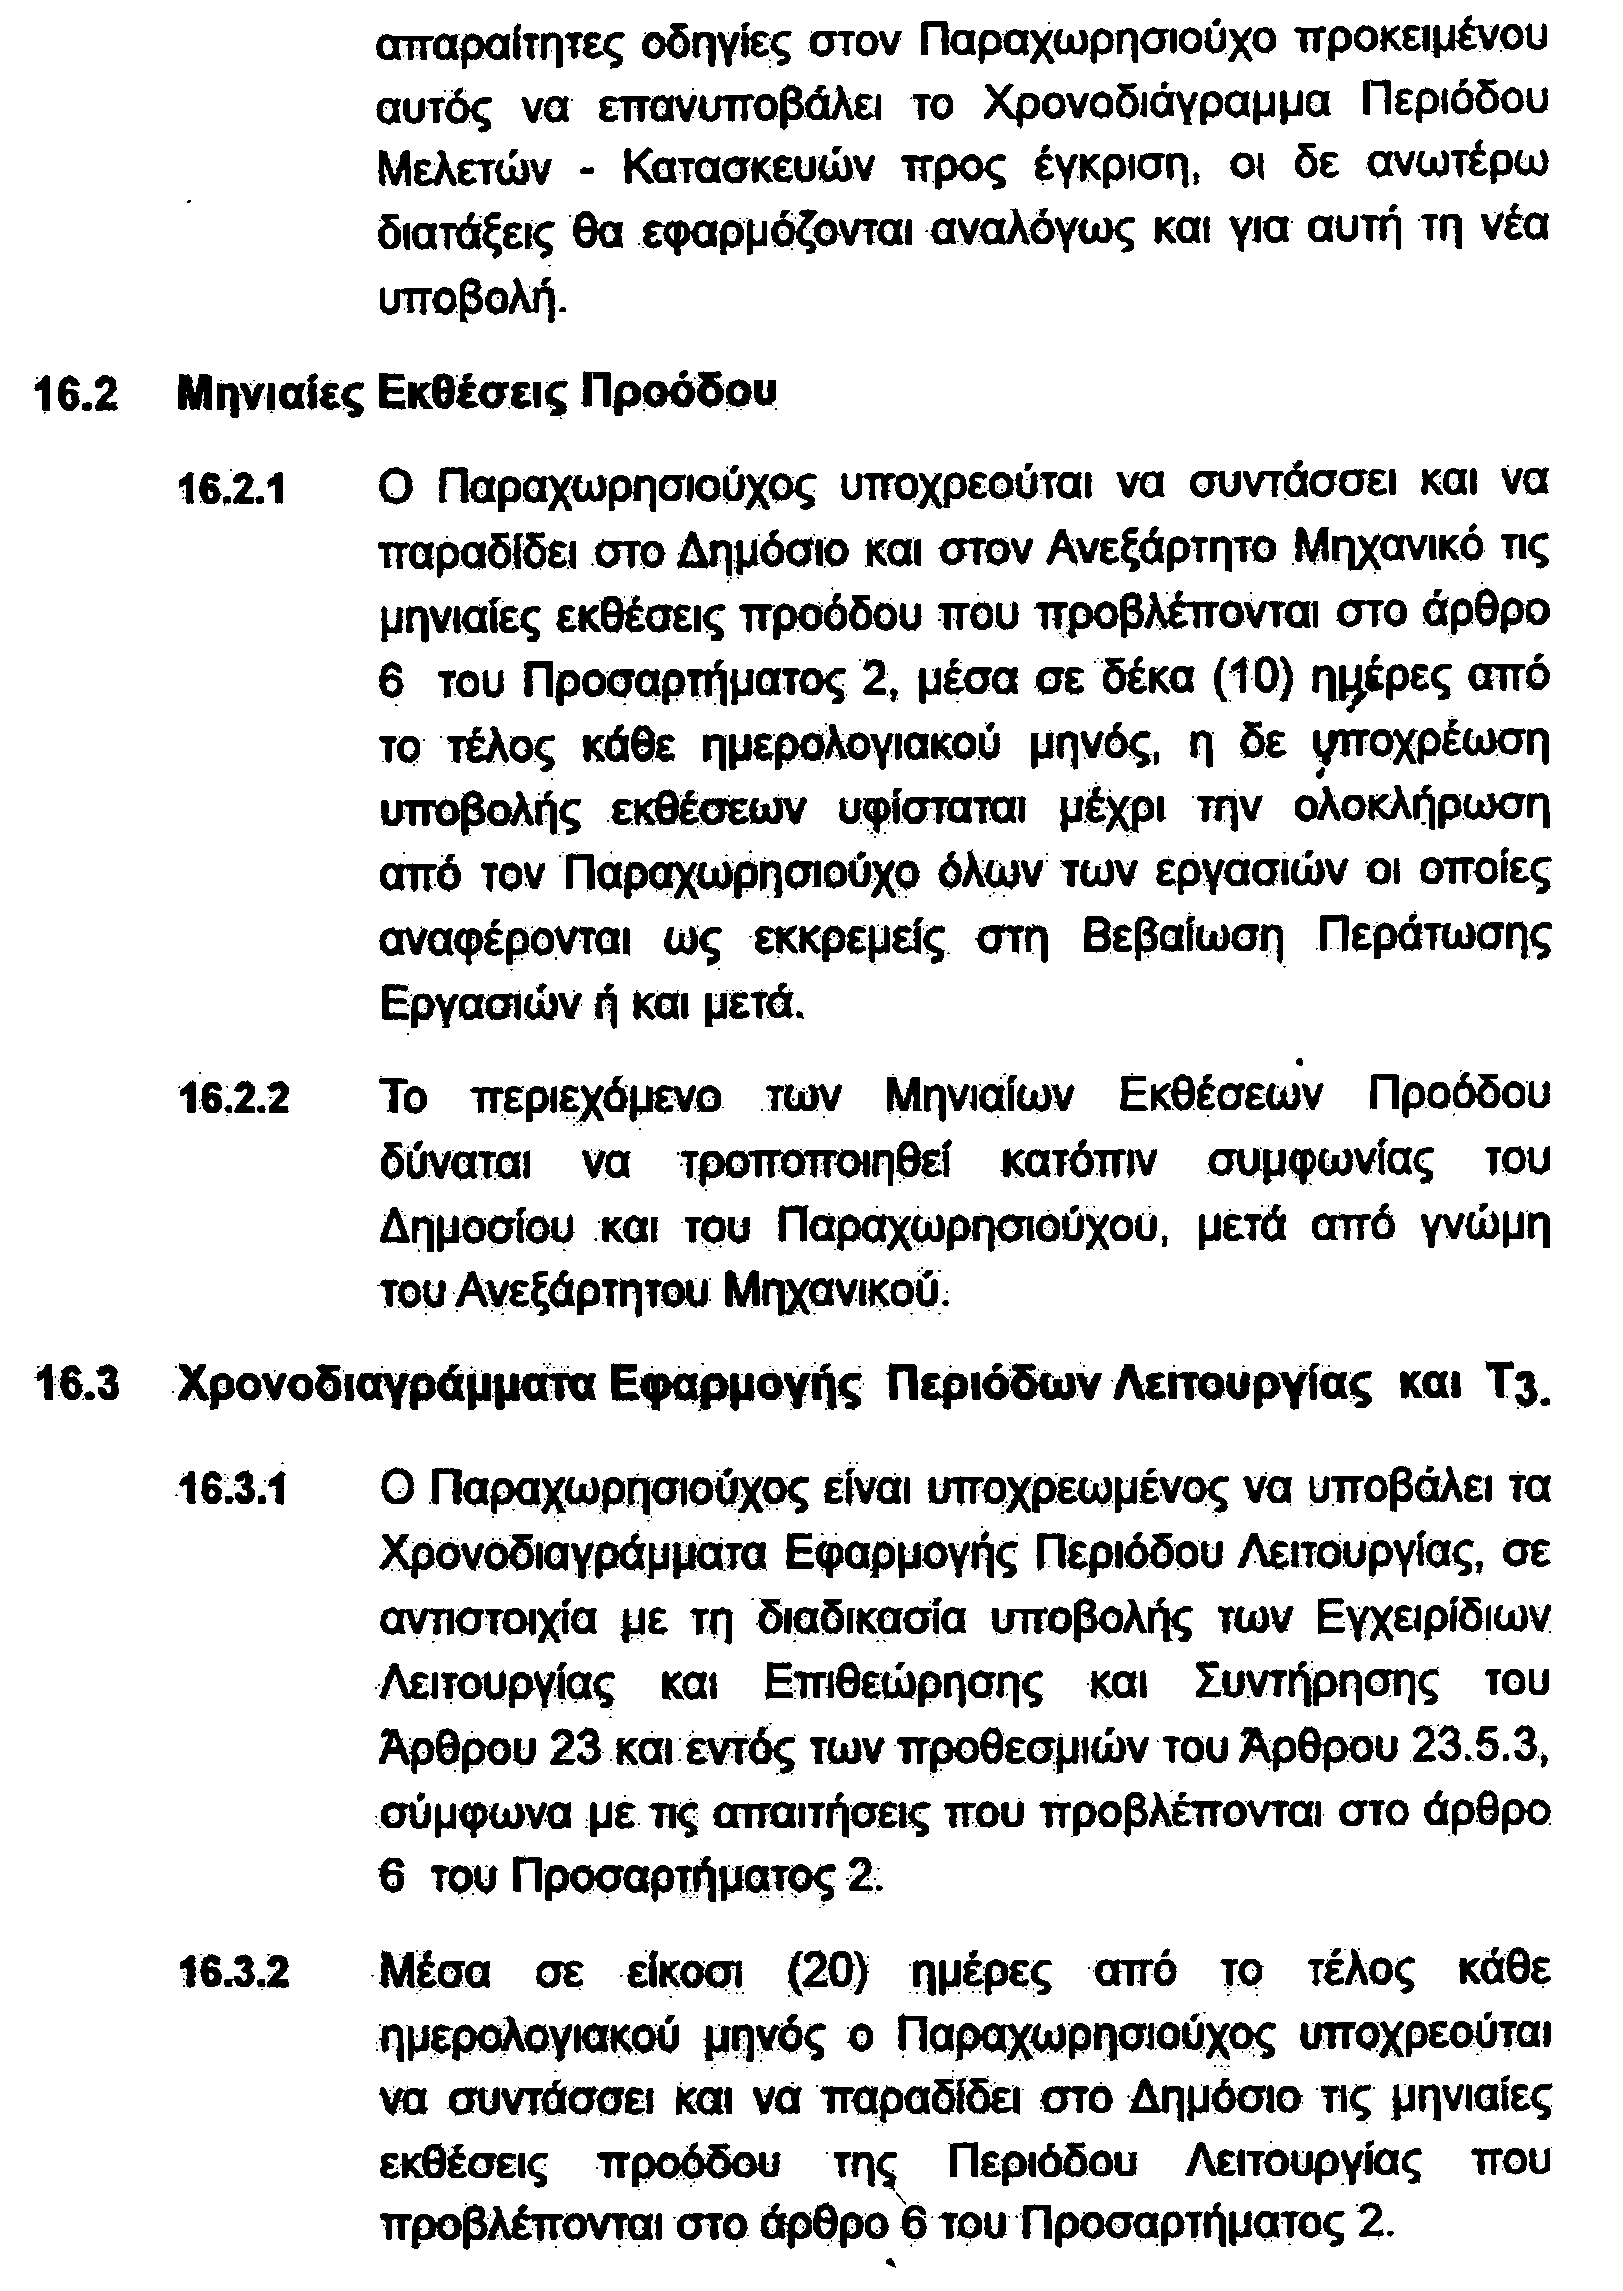 απαραίτητες οδηγίες στον Παραχωρησιούχο προκειμένου
αυτός να επανυποβάλει το Χρονοδιάγραμμα Περιόδου
Μελετών - Κατασκευών προς έγκριση, οι δε ανωτέρω
διατάξεις θα εφαρμόζονται αναλόγως και για αυτή τη νέα
υποβολή.
16.2 Μηνιαίες Εκθέσεις Προόδου
16.2.1 Ο Παραχωρησιούχος υποχρεούται να συντάσσει και να
παραδίδει στο Δημόσιο και στον Ανεξάρτητο Μηχανικό τις
μηνιαίες εκθέσεις προόδου που προβλέπονται στο άρθρο
6 του Προσαρτήματος 2, μέσα σε δέκα (10) ημέρες από
το τέλος κάθε ημερολογιακού μηνός, η δε υποχρέωση
υποβολής εκθέσεων υφίσταται μέχρι την ολοκλήρωση
από τον Παραχωρησιούχο όλων των εργασιών οι οποίες
αναφέρονται ως εκκρεμείς στη Βεβαίωση Περάτωσης
Εργασιών ή και μετά.
16.2.2 Το περιεχόμενο των Μηνιαίων Εκθέσεων Προόδου
δύναται να τροποποιηθεί κατόπιν συμφωνίας του
Δημοσίου και του Παραχωρησιούχου, μετά από γνώμη
του Ανεξάρτητου Μηχανικού.
16.3 Χρονοδιαγράμματα Εφαρμογής Περιόδων Λειτουργίας και Τ3.
16.3.1 Ο Παραχωρησιούχος είναι υποχρεωμένος να υποβάλει τα
Χρονοδιαγράμματα Εφαρμογής Περιόδου Λειτουργίας, σε
αντιστοιχία με τη διαδικασία υποβολής των Εγχειρίδιων
Λειτουργίας και Επιθεώρησης και Συντήρησης του
Άρθρου 23 και εντός των προθεσμιών του Άρθρου 23.5.3,
σύμφωνα με τις απαιτήσεις που προβλέπονται στο άρθρο
6 του Προσαρτήματος 2.
16.3.2 Μέσα σε είκοσι (20) ημέρες από το τέλος κάθε
ημερολογιακού μηνός ο Παραχωρησιούχος υποχρεούται
να συντάσσει και να παραδίδει στο Δημόσιο τις μηνιαίες
εκθέσεις προόδου της Περιόδου Λειτουργίας που
προβλέπονται στο άρθρο 6 του Προσαρτήματος 2.